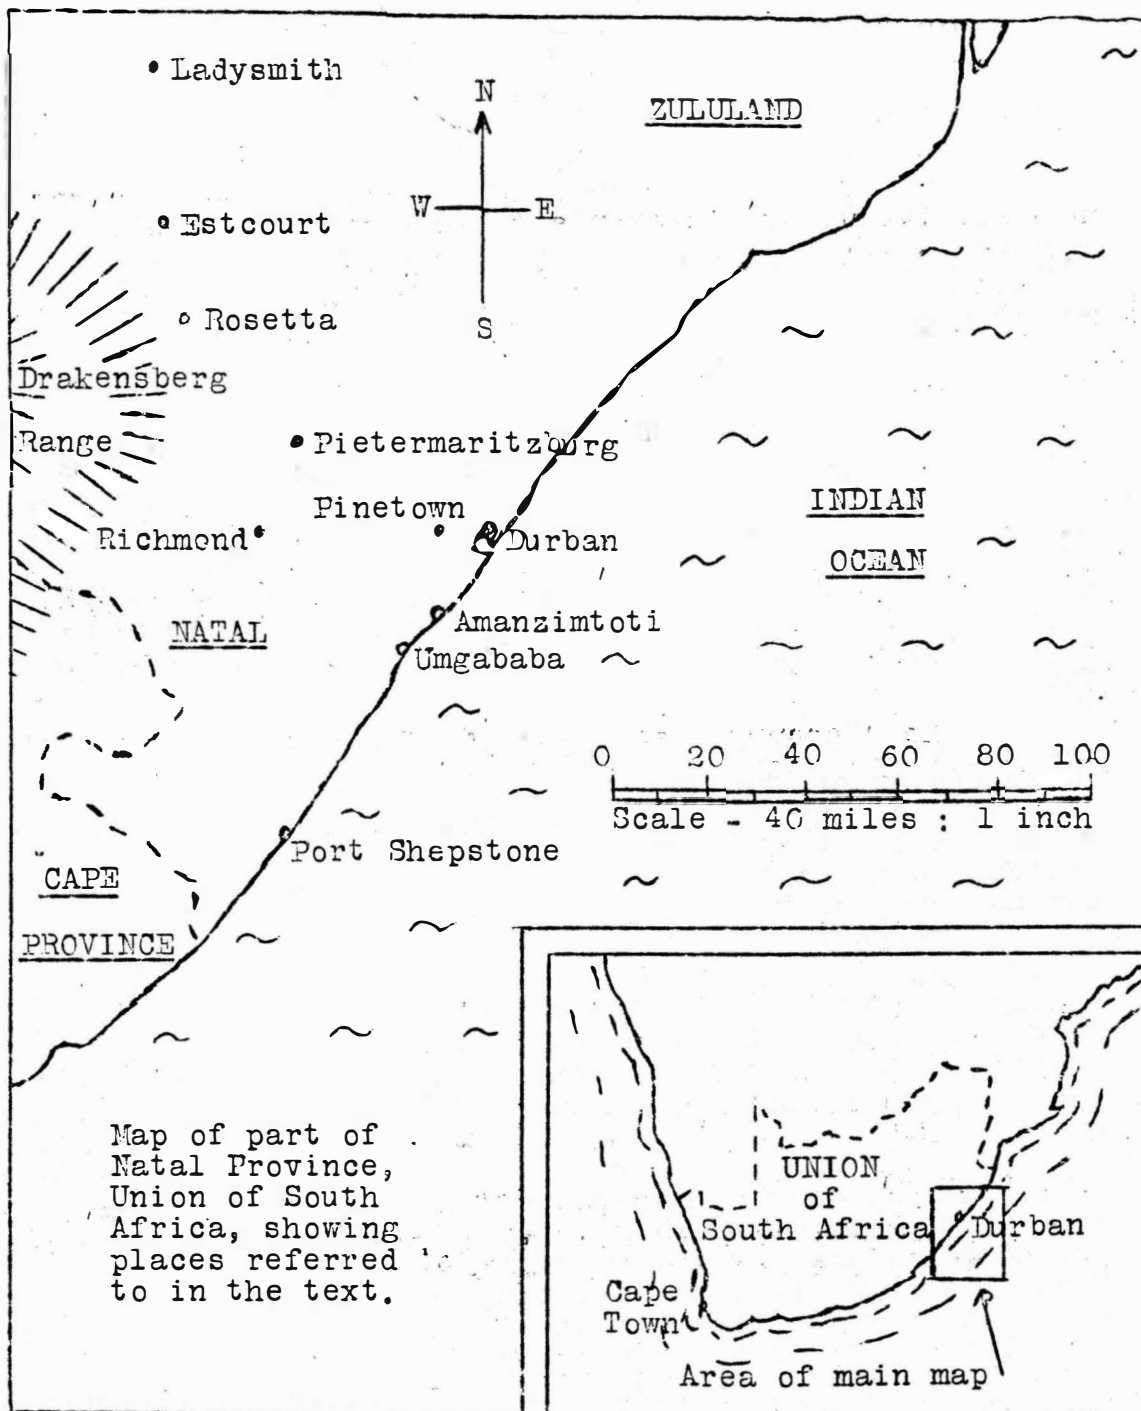 Ladysmith
N
ZULULAND
W E
Estcourt
S
Rosetta
Drakensberg
Range
Pietermaritzburg
Pinetown
INDIAN
Richmond
Durban
OCEAN
NATAL
Amanzimtoti
Umgababa
0 20 40 60 80 100
Scale - 40 miles : 1 inch
Port Shepstone
CAPE
PROVINCE
Map of part of
Natal Province,
Union of South
Africa, showing
places referred
to in the text.
UNION
of
South Africa
Durban
Cape
Town
Area of main map